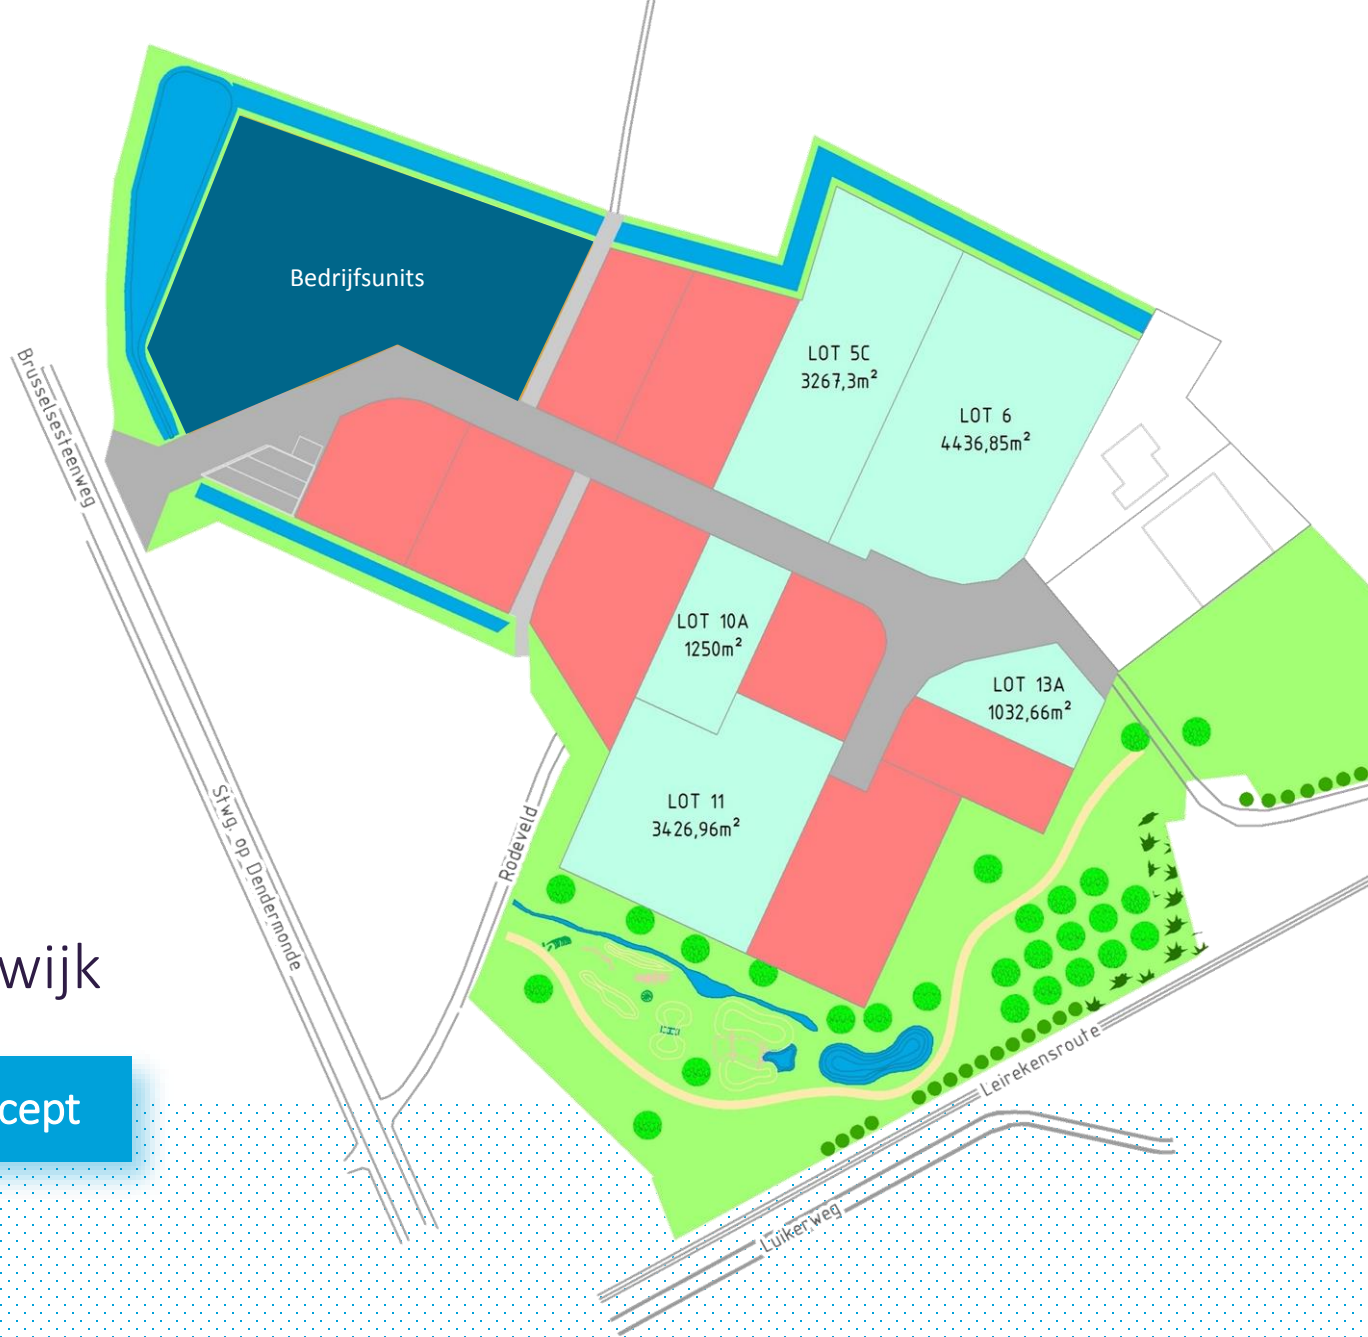 Bedrijfsunits
LOT 5C
3267,3m²
LOT 6
4436,85m²
Brusselsesteenweg
LOT 10A
1250m²
LOT 13A
1032,66m²
LOT 11
3426,96m²
Stwg. op Dendermonde
Rodeveld
wijk
Leirekensroute
cept
Luikerweg